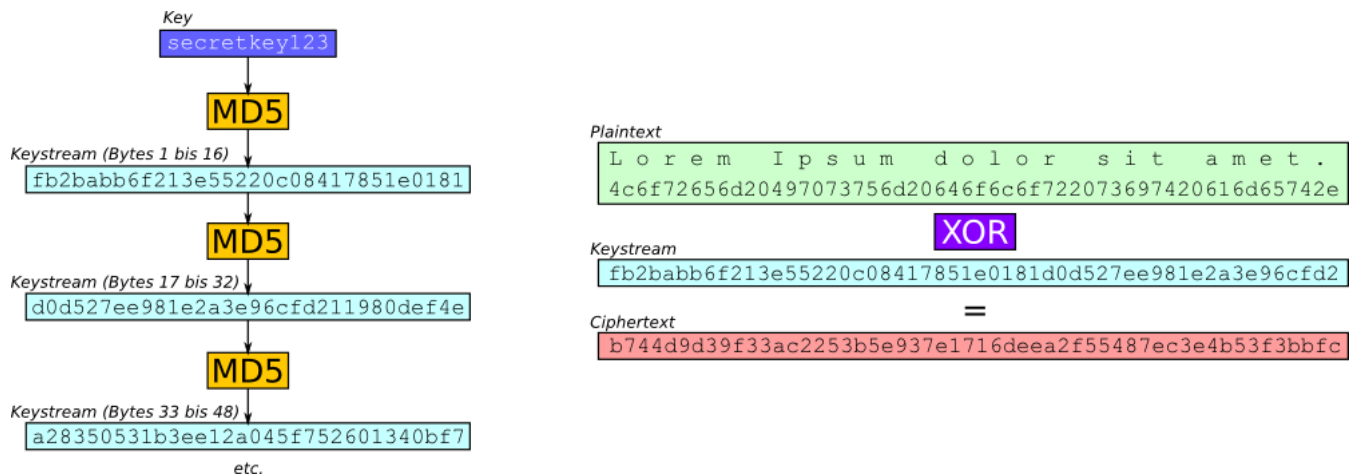 Key
secretkey123
MD5
Keystream (Bytes 1 bis 16)
fb2babb6f213e55220c08417851e0181
MD5
Keystream (Bytes 17 bis 32)
d0d527ee981e2a3e96cfd211980def4e
MD5
Keystream (Bytes 33 bis 48)
a28350531b3ee12a045f752601340bf7
etc.
Plaintext
Lorem Ipsum dolor sit amet.
4c6f72656d20497073756d20646f6c6f722073697420616d65742e
XOR
Keystream
fb2babb6f213e55220c08417851e0181d0d527ee981e2a3e96cfd2
=
Ciphertext
b744d9d39f33ac2253b5e937e1716deea2f55487ec3e4b53f3bbfc